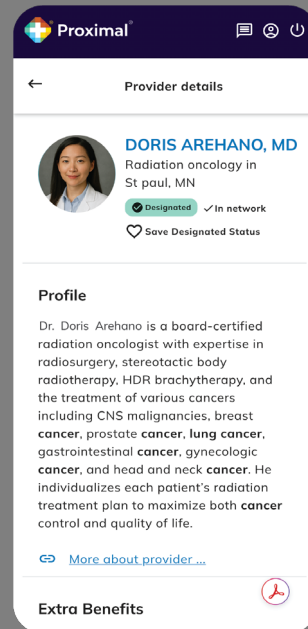 Proximal
Provider details
DORIS AREHANO, MD
Radiation oncology in
St paul, MN
Designated
In network
Save Designated Status
Profile
Dr. Doris Arehano is a board-certified
radiation oncologist with expertise in
radiosurgery, stereotactic body
radiotherapy, HDR brachytherapy, and
the treatment of various cancers
including CNS malignancies, breast
cancer, prostate cancer, lung cancer,
gastrointestinal cancer, gynecologic
cancer, and head and neck cancer. He
individualizes each patient's radiation
treatment plan to maximize both cancer
control and quality of life.
More about provider ...
Extra Benefits